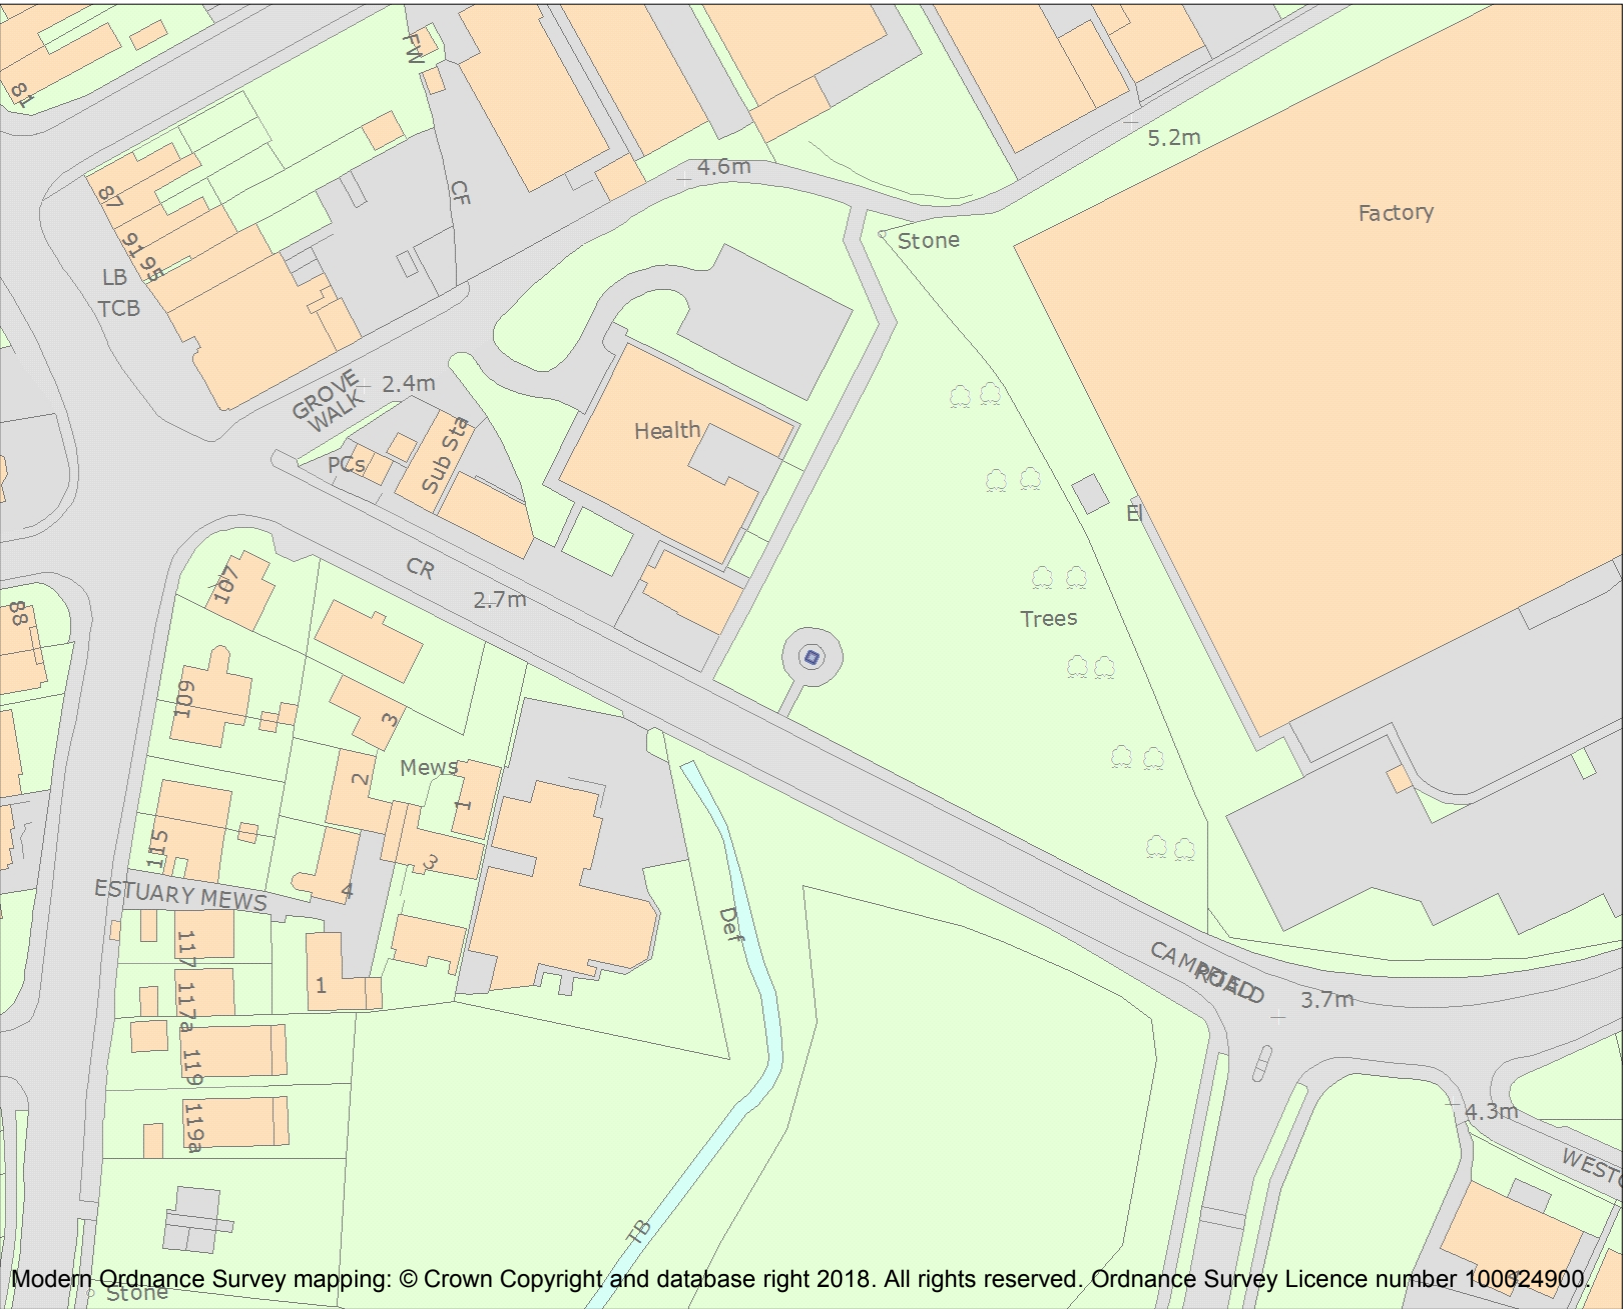 FW
81
4.6m
5.2m
87
CF
Factory
91
95
Stone
LB
TCB
2.4m
GROVE
WALK
Health
Sub Sta
PCs
El
CR
107
2.7m
88
Trees
109
3
Mews
2
1
115
3
4
ESTUARY MEWS
Def
117
CAMPFIELD
ROAD
1
3.7m
117a
119
4.3m
119a
WESTC
TB
Modern Ordnance Survey mapping: © Crown Copyright and database right 2018. All rights reserved. Ordnance Survey Licence number 100024900.
Stone